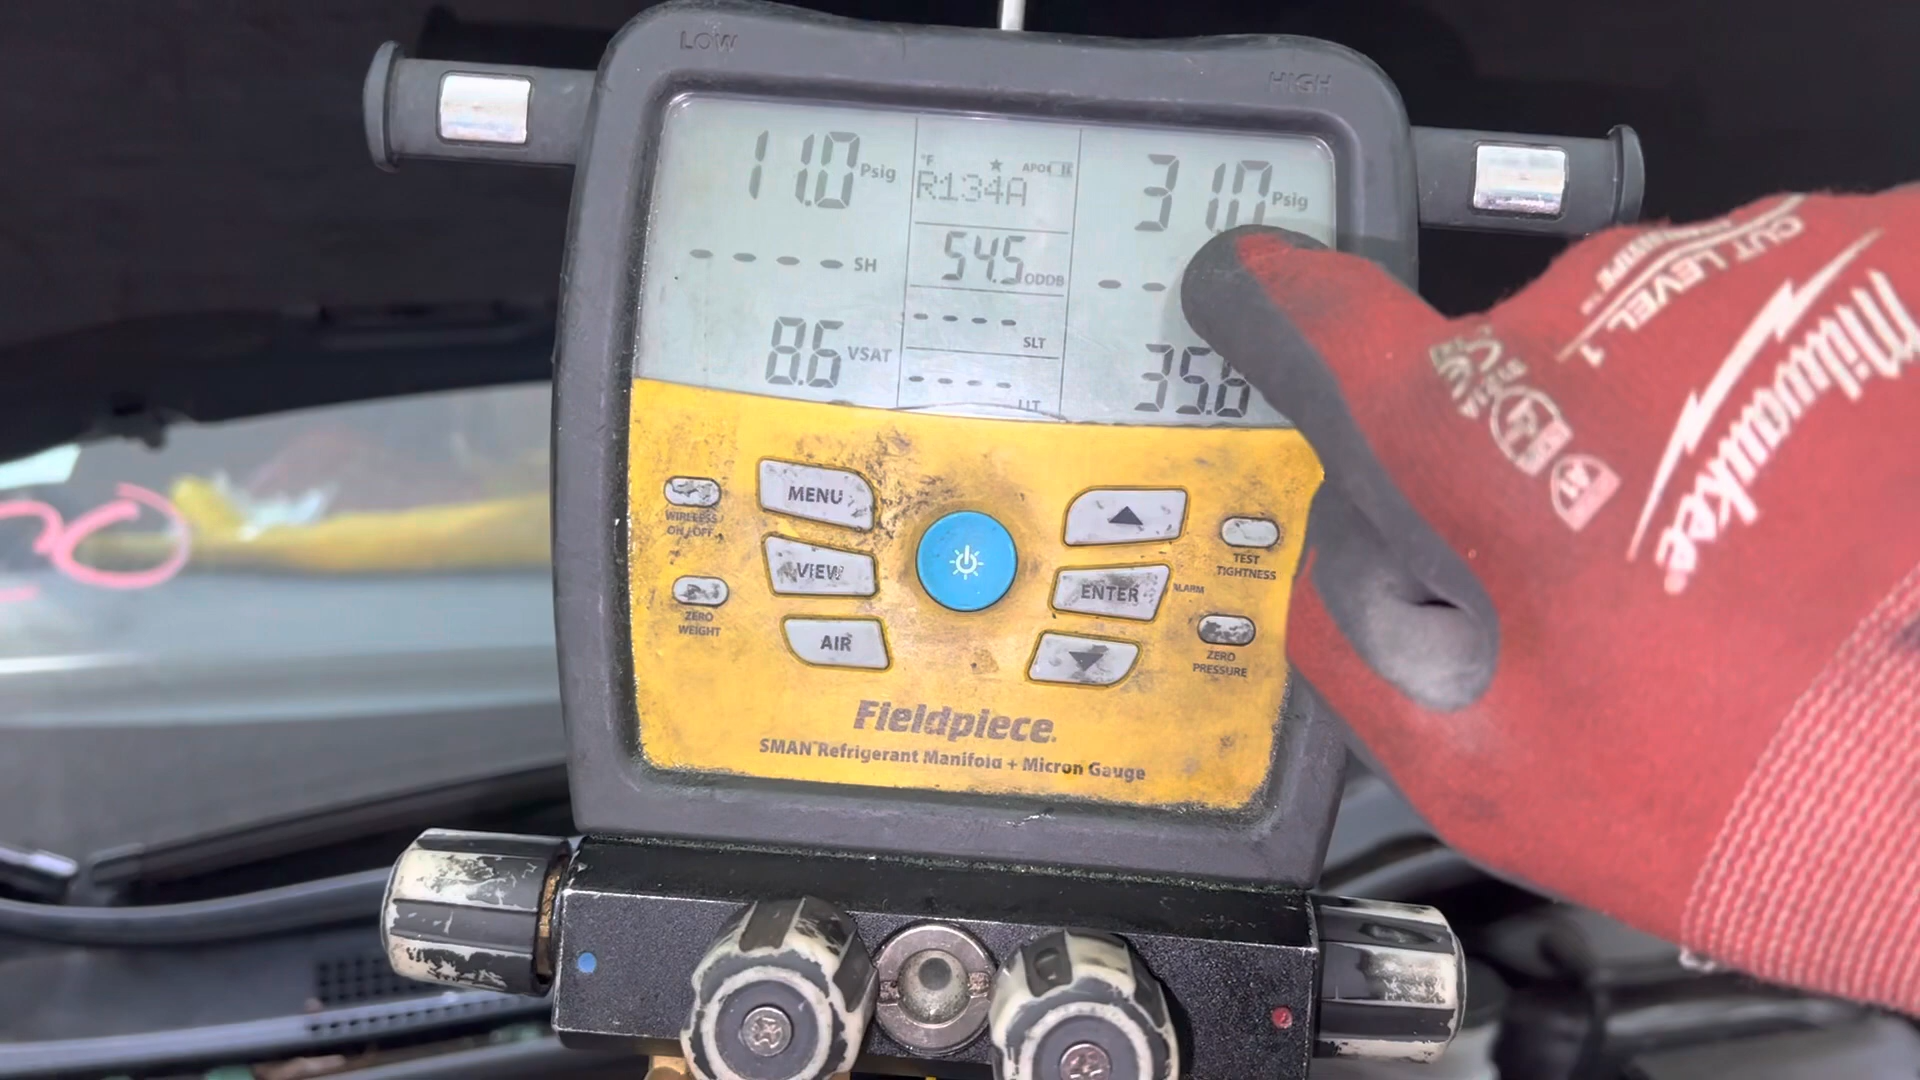 LOW
HIGH
11.0 Psig
°F
APO
R134A
31.0 Psig
54.5 ODDB
SH
SLT
8.6 VSAT
35.6
MENU
VIEW
AIR
ENTER
ALARM
WIRELESS
ON / OFF
ZERO
WEIGHT
TEST
TIGHTNESS
ZERO
PRESSURE
Fieldpiece
SMAN Refrigerant Manifold + Micron Gauge
CUT LEVEL 1
Milwaukee